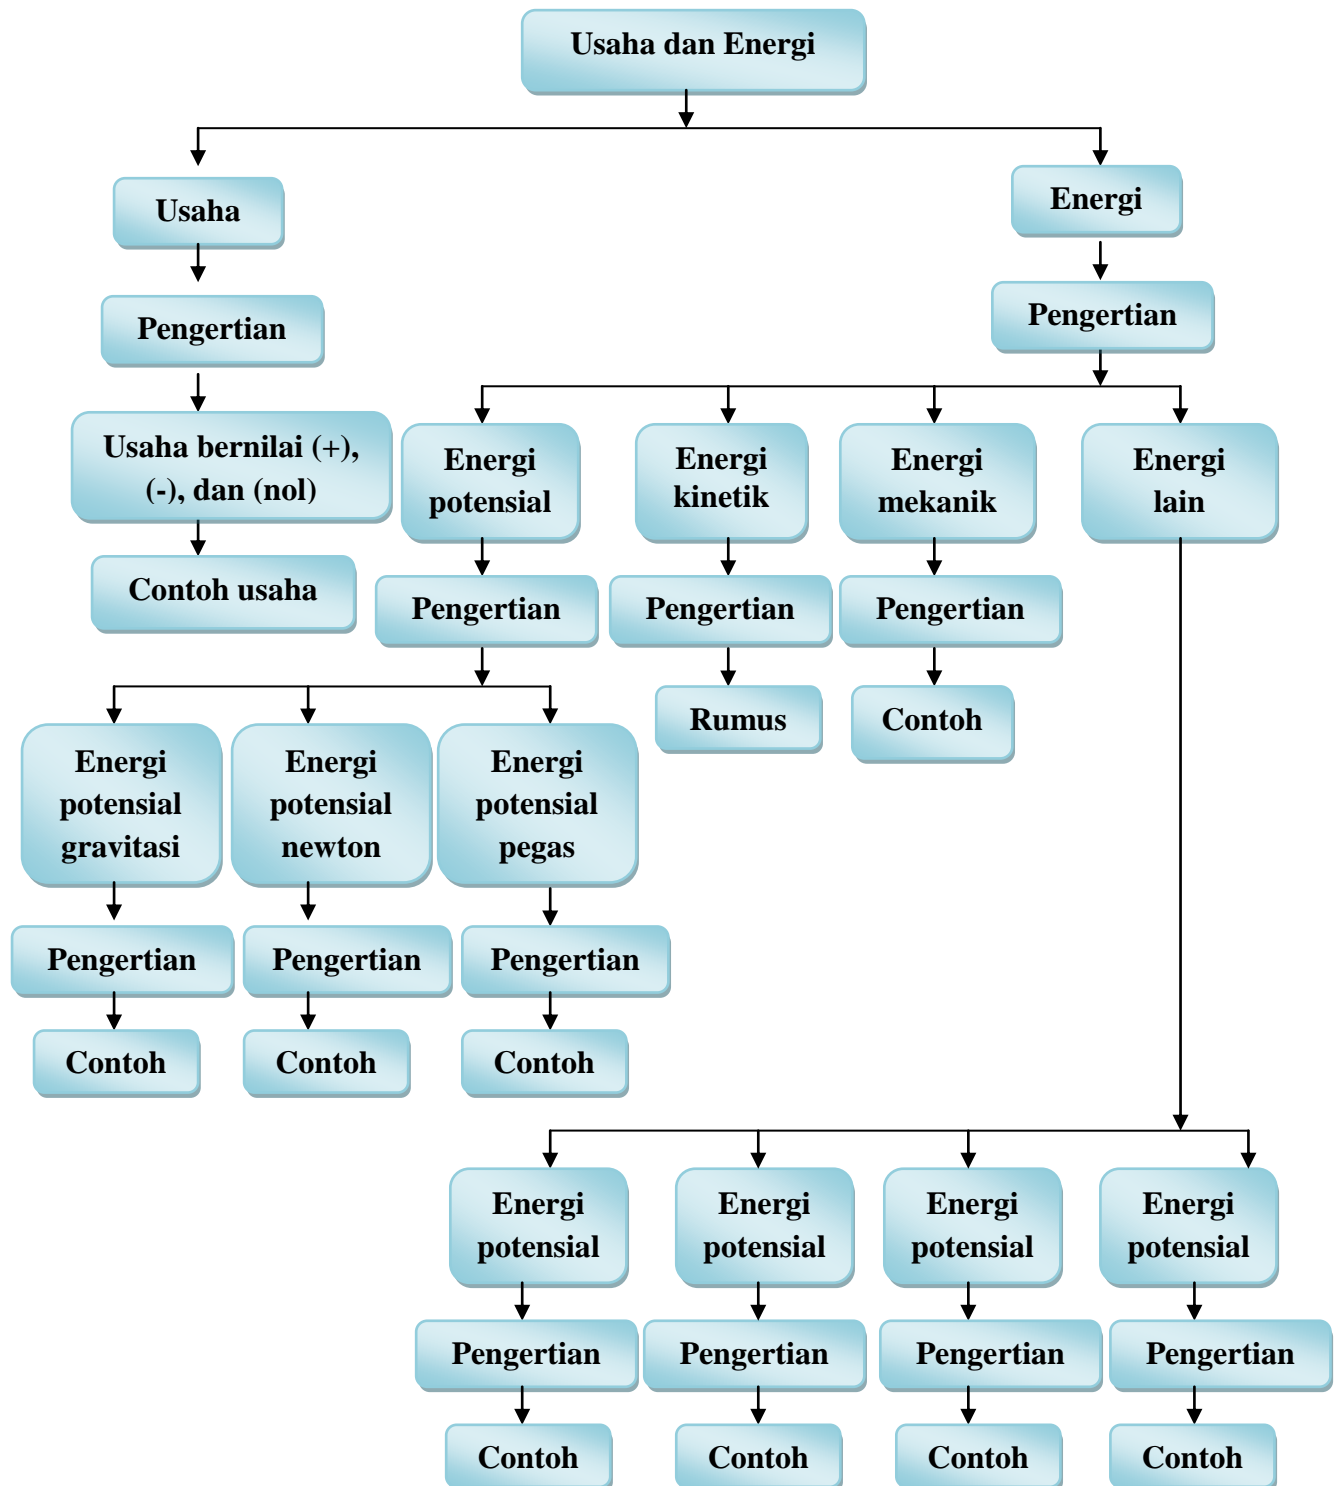 Usaha dan Energi
Usaha
Energi
Pengertian
Pengertian
Usaha bernilai (+),
(-), dan (nol)
Energi
potensial
Energi
kinetik
Energi
mekanik
Energi
lain
Contoh usaha
Pengertian
Pengertian
Pengertian
Rumus
Contoh
Energi
potensial
gravitasi
Energi
potensial
newton
Energi
potensial
pegas
Pengertian
Pengertian
Pengertian
Contoh
Contoh
Contoh
Energi
potensial
Energi
potensial
Energi
potensial
Energi
potensial
Pengertian
Pengertian
Pengertian
Pengertian
Contoh
Contoh
Contoh
Contoh